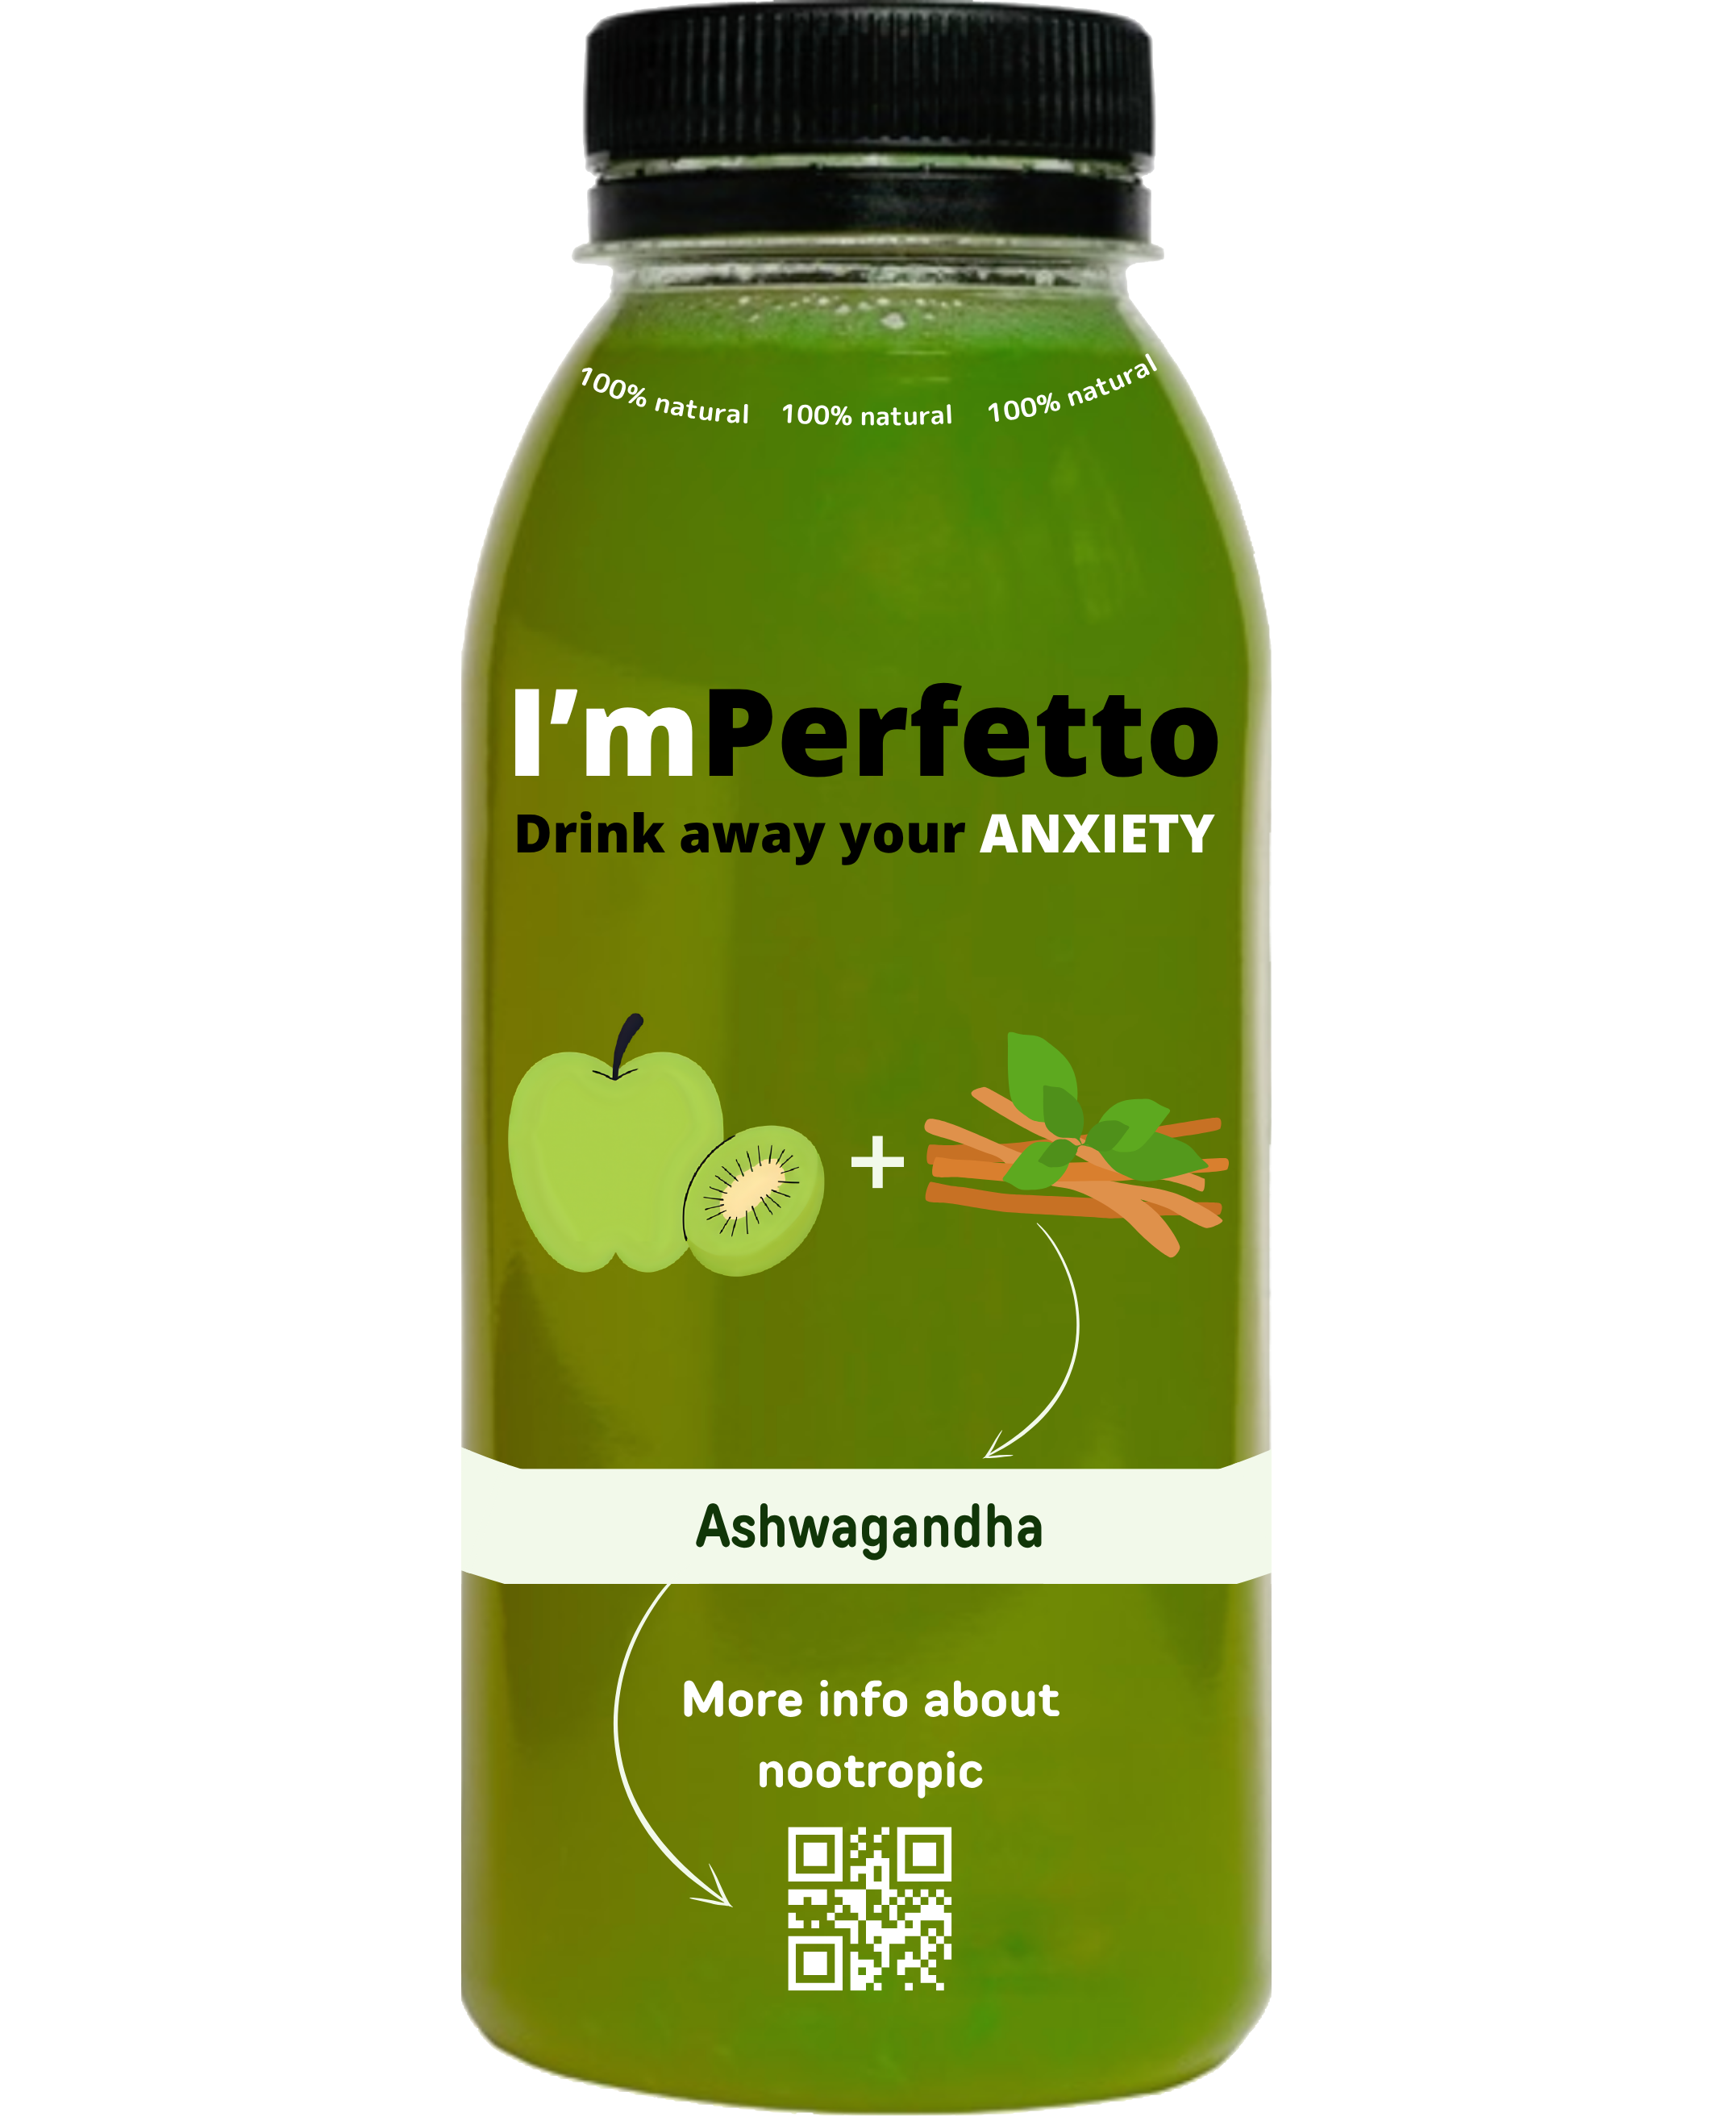 100% natural 100% natural 100% natural
I’mPerfetto
Drink away your ANXIETY
+
Ashwagandha
More info about
nootropic